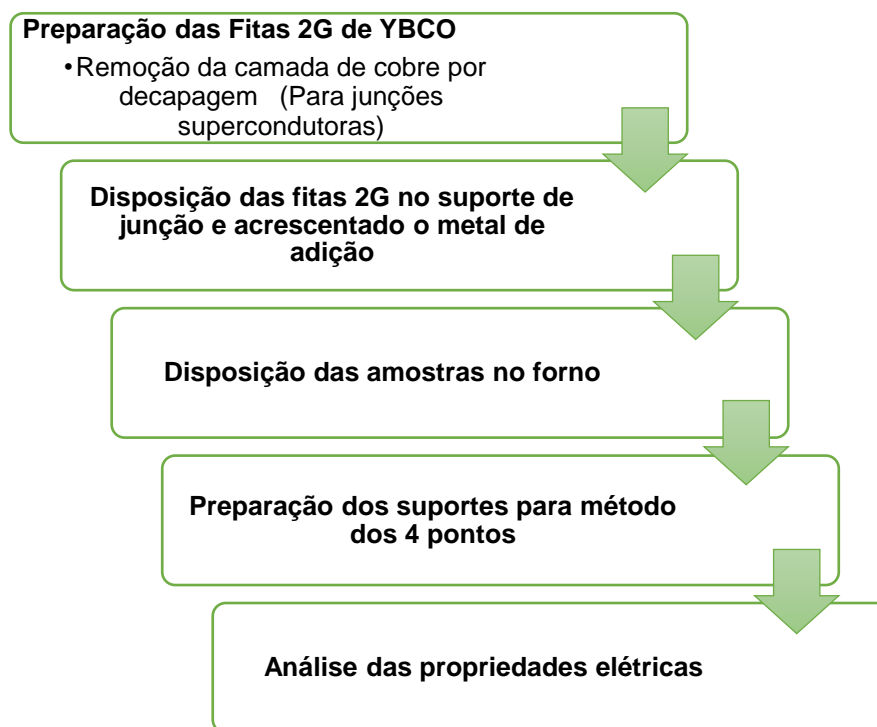 Preparação das Fitas 2G de YBCO
•Remoção da camada de cobre por
decapagem (Para junções
supercondutoras)
Disposição das fitas 2G no suporte de
junção e acrescentado o metal de
adição
Disposição das amostras no forno
Preparação dos suportes para método
dos 4 pontos
Análise das propriedades elétricas